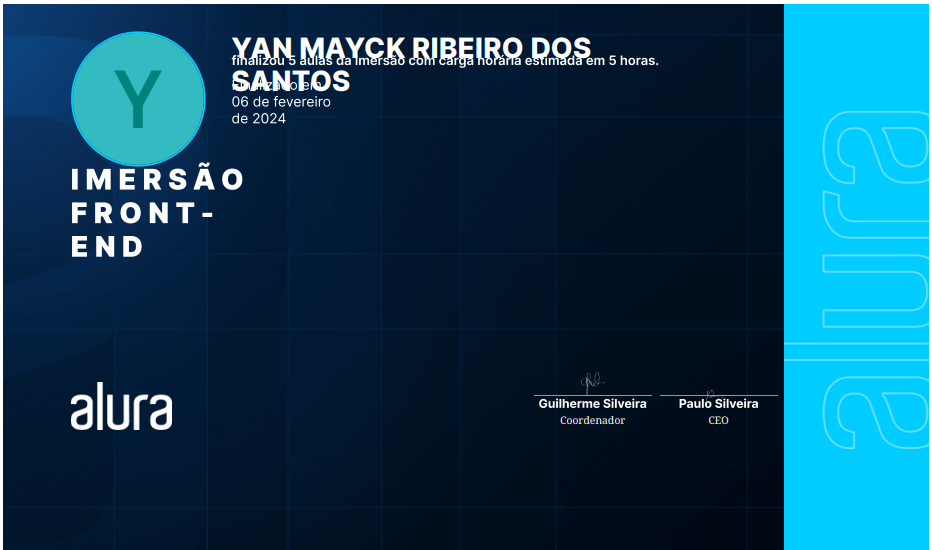 Y
YAN MAYCK RIBEIRO DOS
SANTOS
finalizou 5 aulas da Imersão com carga horária estimada em 5 horas.
Finalizado em
06 de fevereiro
de 2024
IMERSÃO
FRONT-
END
alura
Guilherme Silveira
Coordenador
Paulo Silveira
CEO
alura